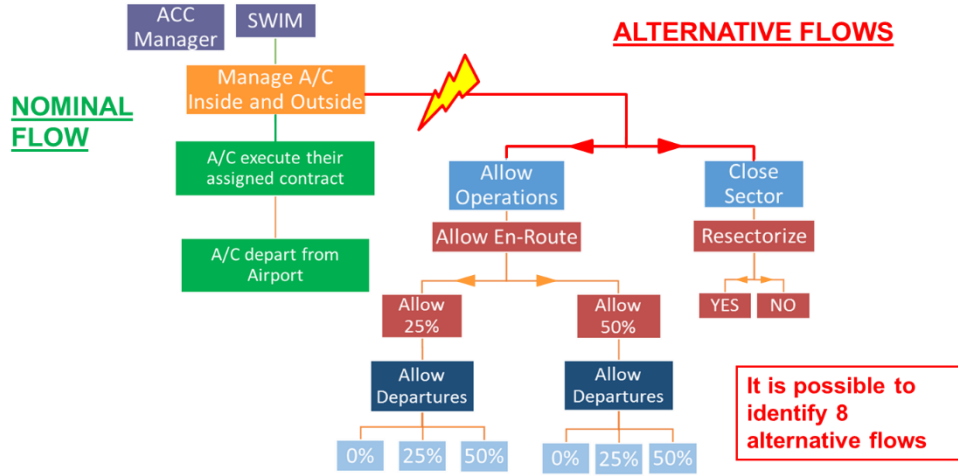 ACC
Manager
SWIM
ALTERNATIVE FLOWS
Manage A/C
Inside and Outside
NOMINAL
FLOW
A/C execute their
assigned contract
Allow
Operations
Close
Sector
Allow En-Route
Resectorize
A/C depart from
Airport
Allow
25%
Allow
50%
YES
NO
Allow
Departures
Allow
Departures
It is possible to
identify 8
alternative flows
0%
25%
50%
0%
25%
50%